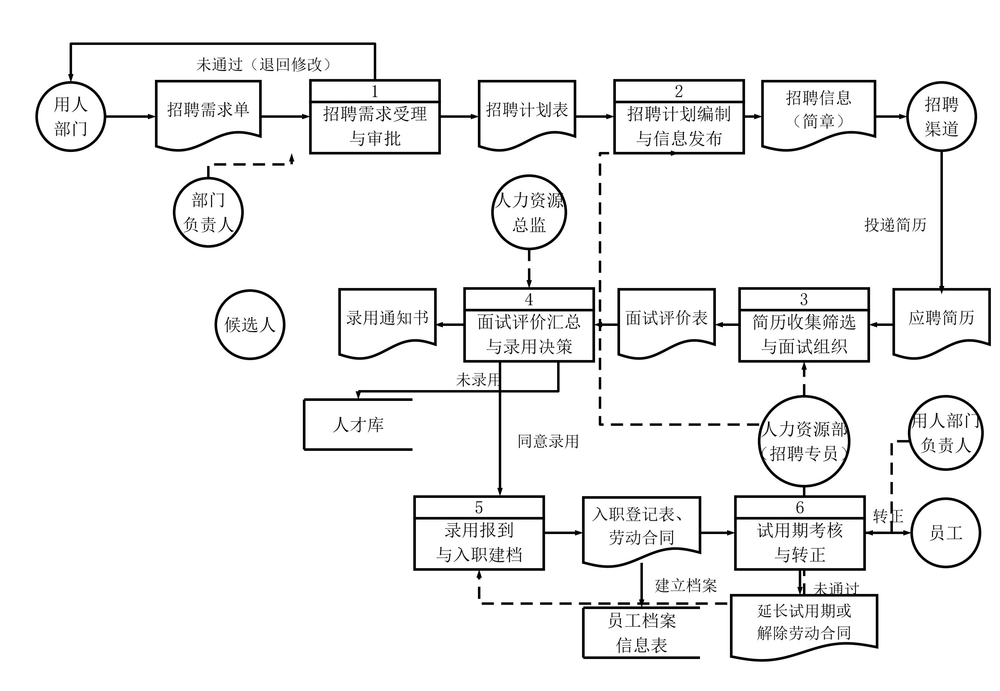 未通过（退回修改）
用人
部门
招聘需求单
1
招聘需求受理
与审批
招聘计划表
2
招聘计划编制
与信息发布
招聘信息
（简章）
招聘
渠道
部门
负责人
人力资源
总监
投递简历
候选人
录用通知书
4
面试评价汇总
与录用决策
面试评价表
3
简历收集筛选
与面试组织
应聘简历
未录用
人才库
同意录用
人力资源部
（招聘专员）
用人部门
负责人
5
录用报到
与入职建档
入职登记表、
劳动合同
6
试用期考核
与转正
转正
员工
建立档案
未通过
员工档案
信息表
延长试用期或
解除劳动合同